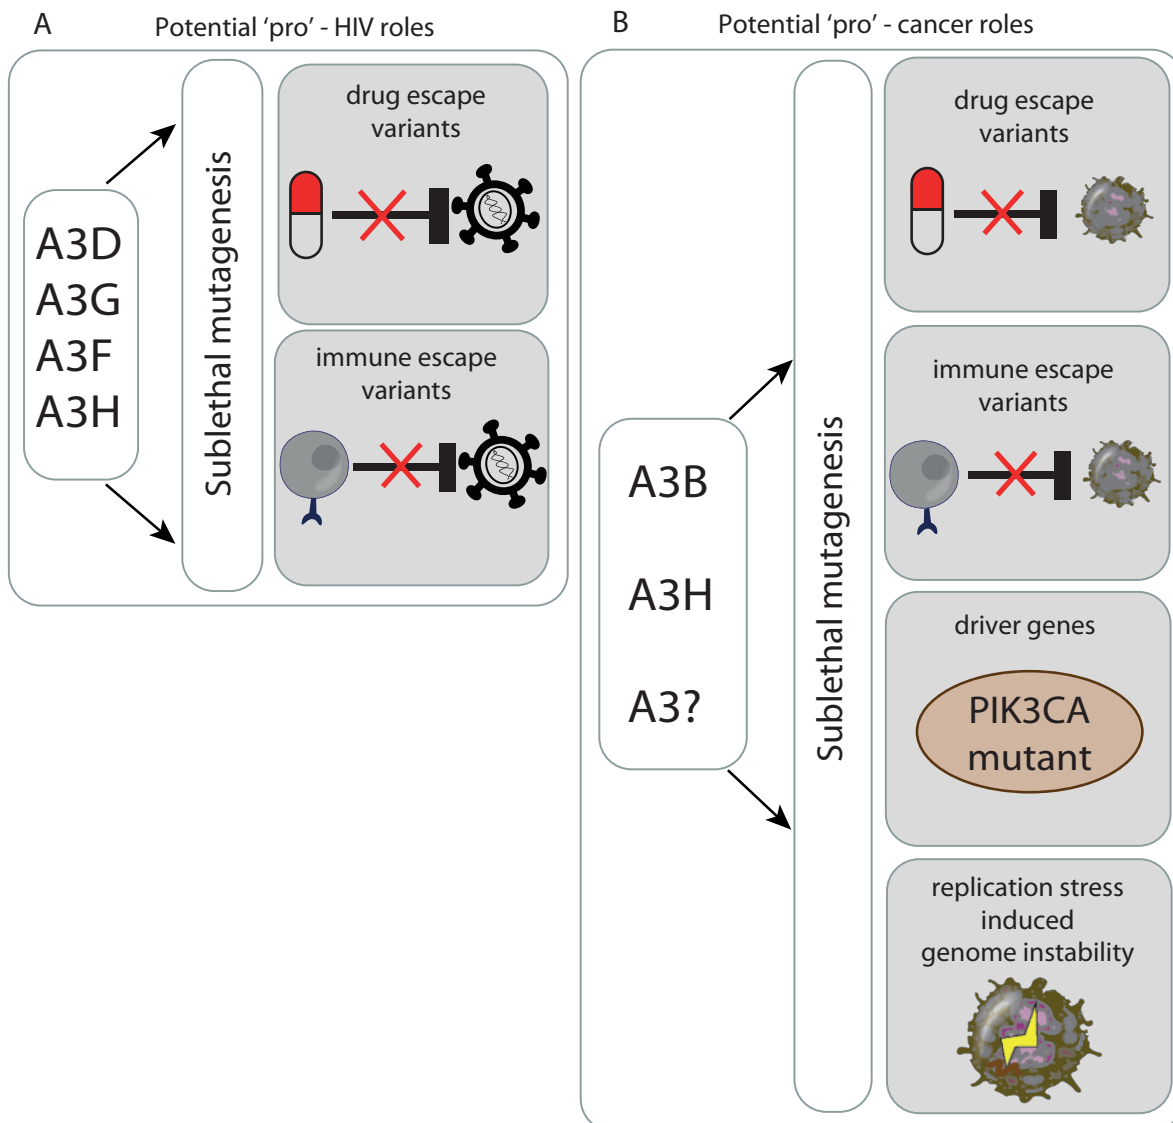 A
Potential ‘pro’ - HIV roles
A3D
A3G
A3F
A3H
Sublethal mutagenesis
drug escape
variants
immune escape
variants
B
Potential ‘pro’ - cancer roles
A3B
A3H
A3?
Sublethal mutagenesis
drug escape
variants
immune escape
variants
driver genes
PIK3CA
mutant
replication stress
induced
genome instability